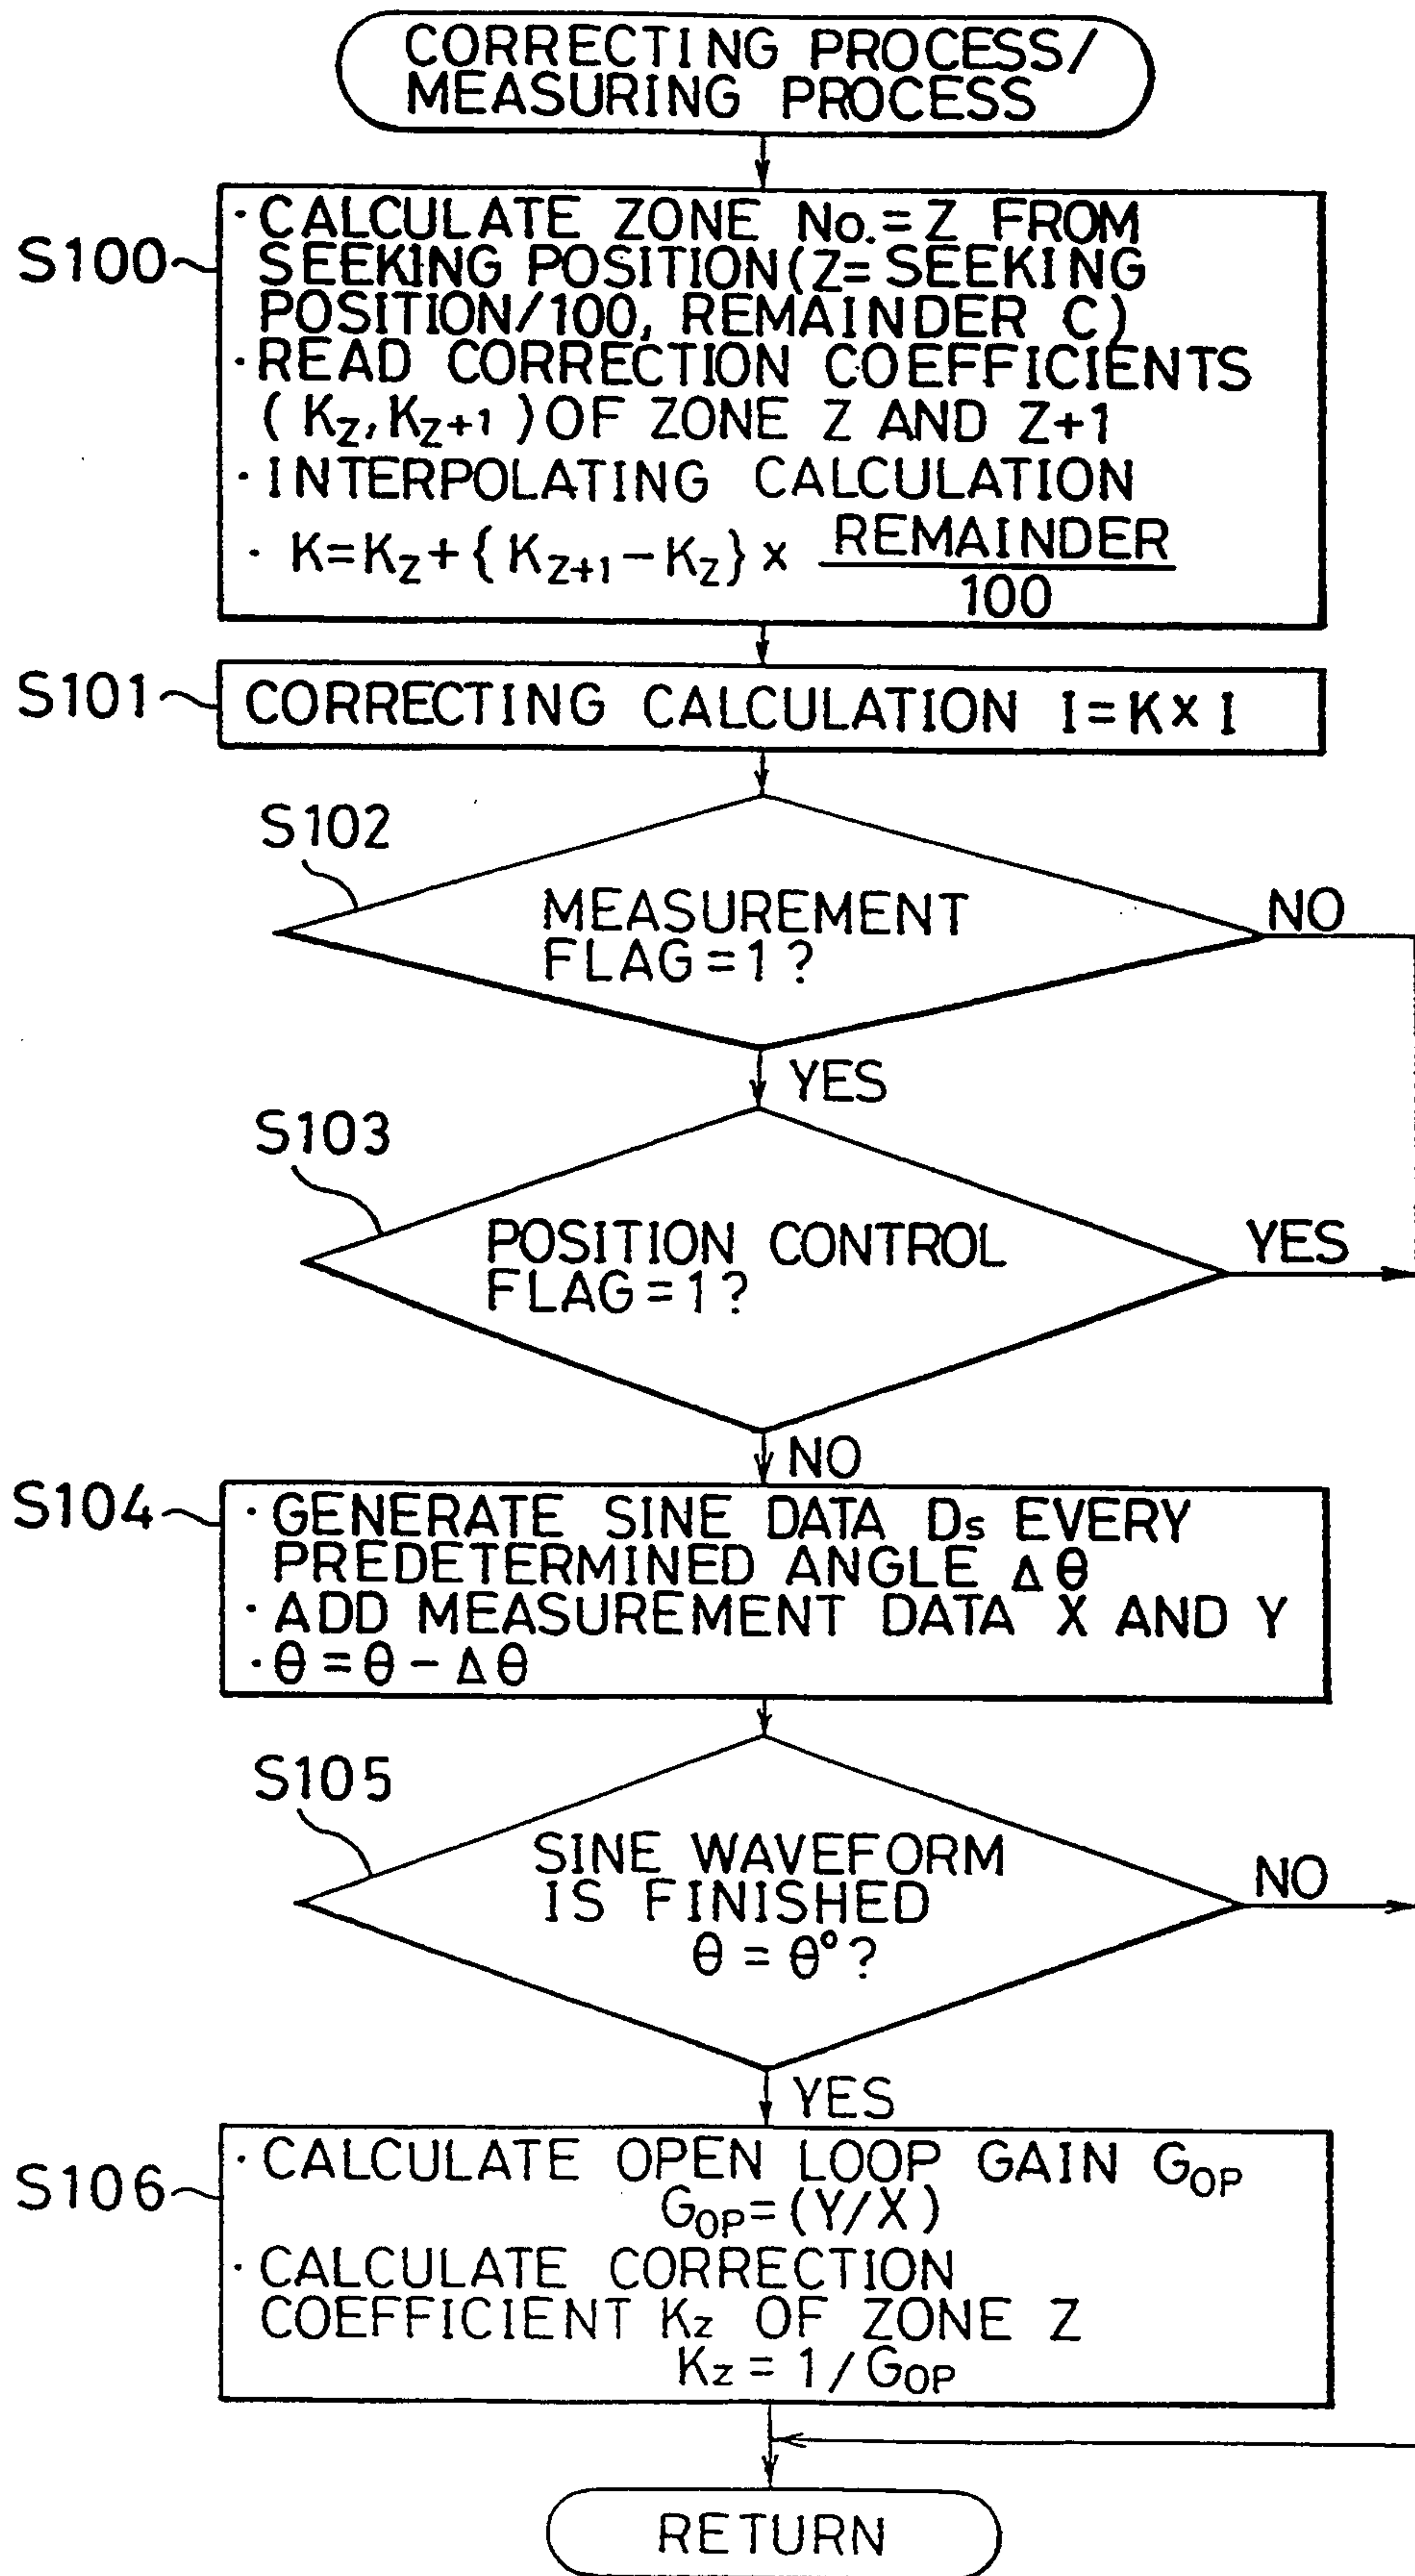 CORRECTING PROCESS/
MEASURING PROCESS
S100
· CALCULATE ZONE No.=Z FROM
SEEKING POSITION(Z=SEEKING
POSITION/100, REMAINDER C)
· READ CORRECTION COEFFICIENTS
(KZ, KZ+1) OF ZONE Z AND Z+1
· INTERPOLATING CALCULATION
· K=KZ+{KZ+1-KZ}× REMAINDER
100
S101
CORRECTING CALCULATION I=K×I
S102
MEASUREMENT
FLAG=1?
NO
YES
S103
POSITION CONTROL
FLAG=1?
YES
NO
S104
· GENERATE SINE DATA DS EVERY
PREDETERMINED ANGLE Δθ
· ADD MEASUREMENT DATA X AND Y
· θ=θ-Δθ
S105
SINE WAVEFORM
IS FINISHED
θ=θ°?
NO
YES
S106
· CALCULATE OPEN LOOP GAIN GOP
GOP=(Y/X)
· CALCULATE CORRECTION
COEFFICIENT KZ OF ZONE Z
KZ=1/GOP
RETURN